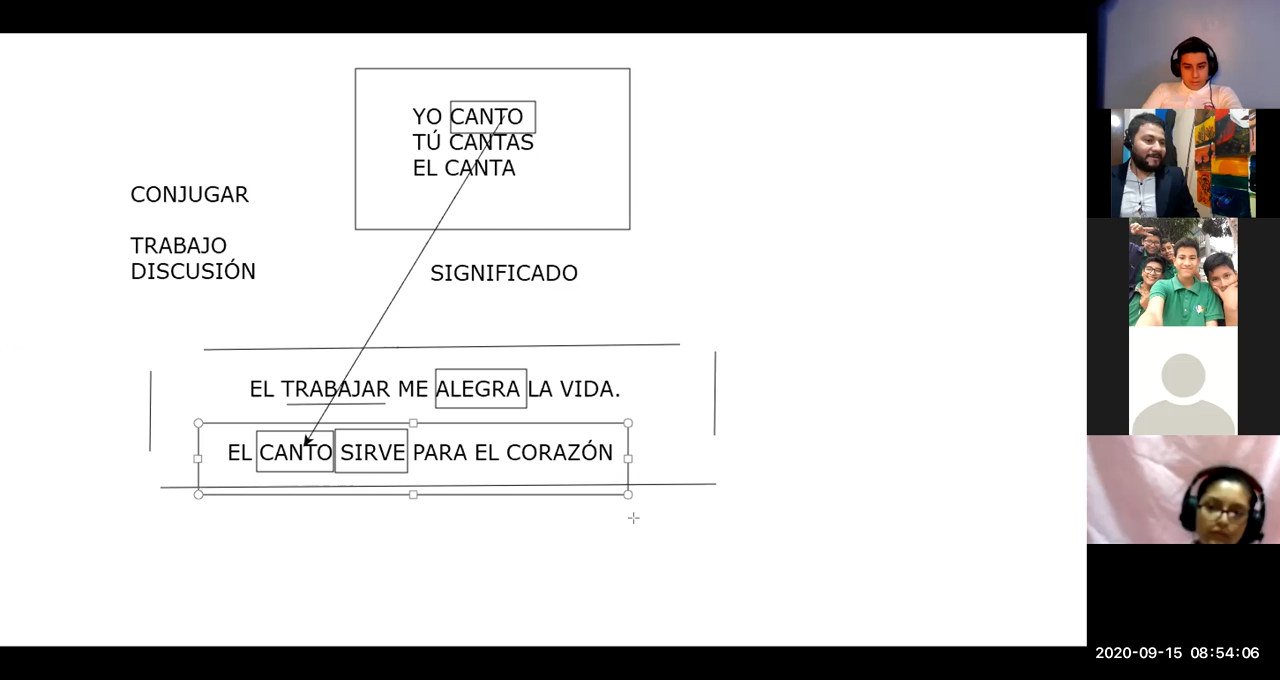 YO CANTO
TÚ CANTAS
EL CANTA
CONJUGAR
TRABAJO
DISCUSIÓN
SIGNIFICADO
EL TRABAJAR ME ALEGRA LA VIDA.
EL CANTO SIRVE PARA EL CORAZÓN
2020-09-15 08:54:06